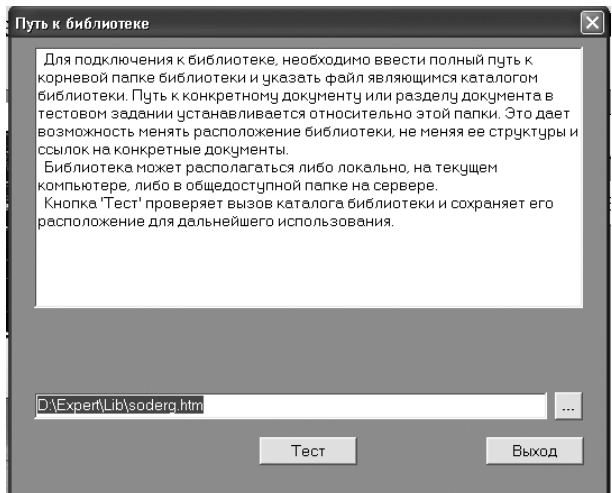 Путь к библиотеке
Для подключения к библиотеке, необходимо ввести полный путь к
корневой папке библиотеки и указать файл являющимся каталогом
библиотеки. Путь к конкретному документу или разделу документа в
тестовом задании устанавливается относительно этой папки. Это дает
возможность менять расположение библиотеки, не меняя ее структуры и
ссылок на конкретные документы.
Библиотека может располагаться либо локально, на текущем
компьютере, либо в общедоступной папке на сервере.
Кнопка 'Тест' проверяет вызов каталога библиотеки и сохраняет его
расположение для дальнейшего использования.
D:\Expert\Lib\soderg.htm
...
Тест
Выход